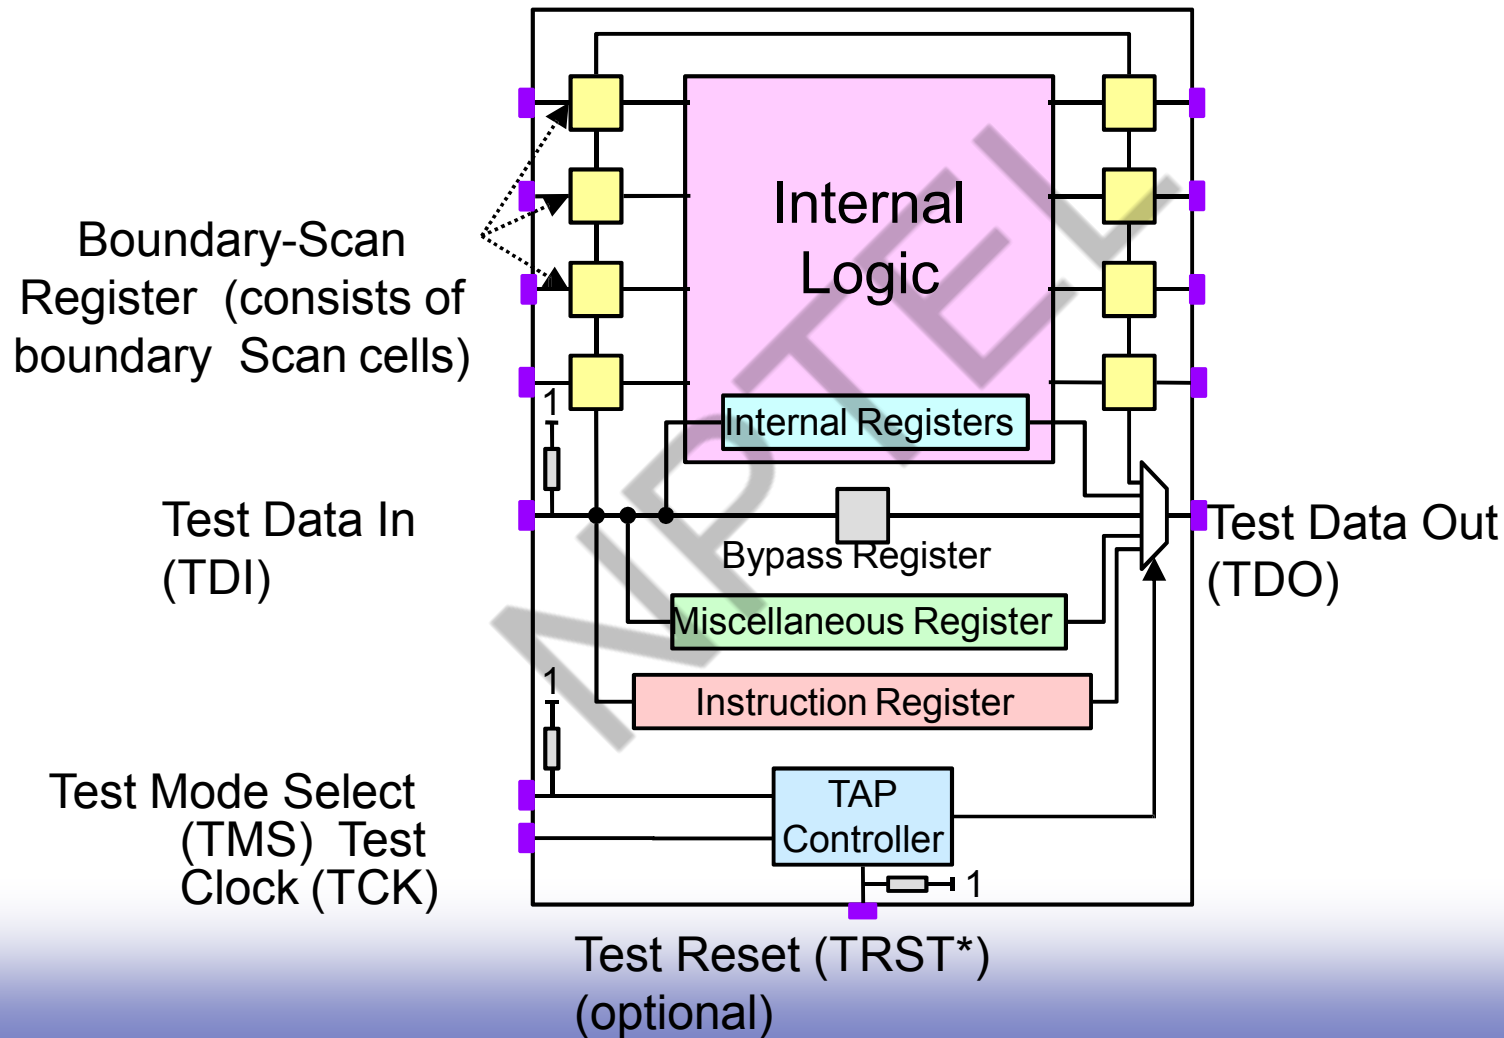 Internal
Logic
Boundary-Scan
Register (consists of
boundary Scan cells)
1
Internal Registers
Test Data In
(TDI)
Bypass Register
Test Data Out
(TDO)
Miscellaneous Register
1
Instruction Register
Test Mode Select
(TMS) Test
Clock (TCK)
TAP
Controller
1
Test Reset (TRST*)
(optional)
NPTEL